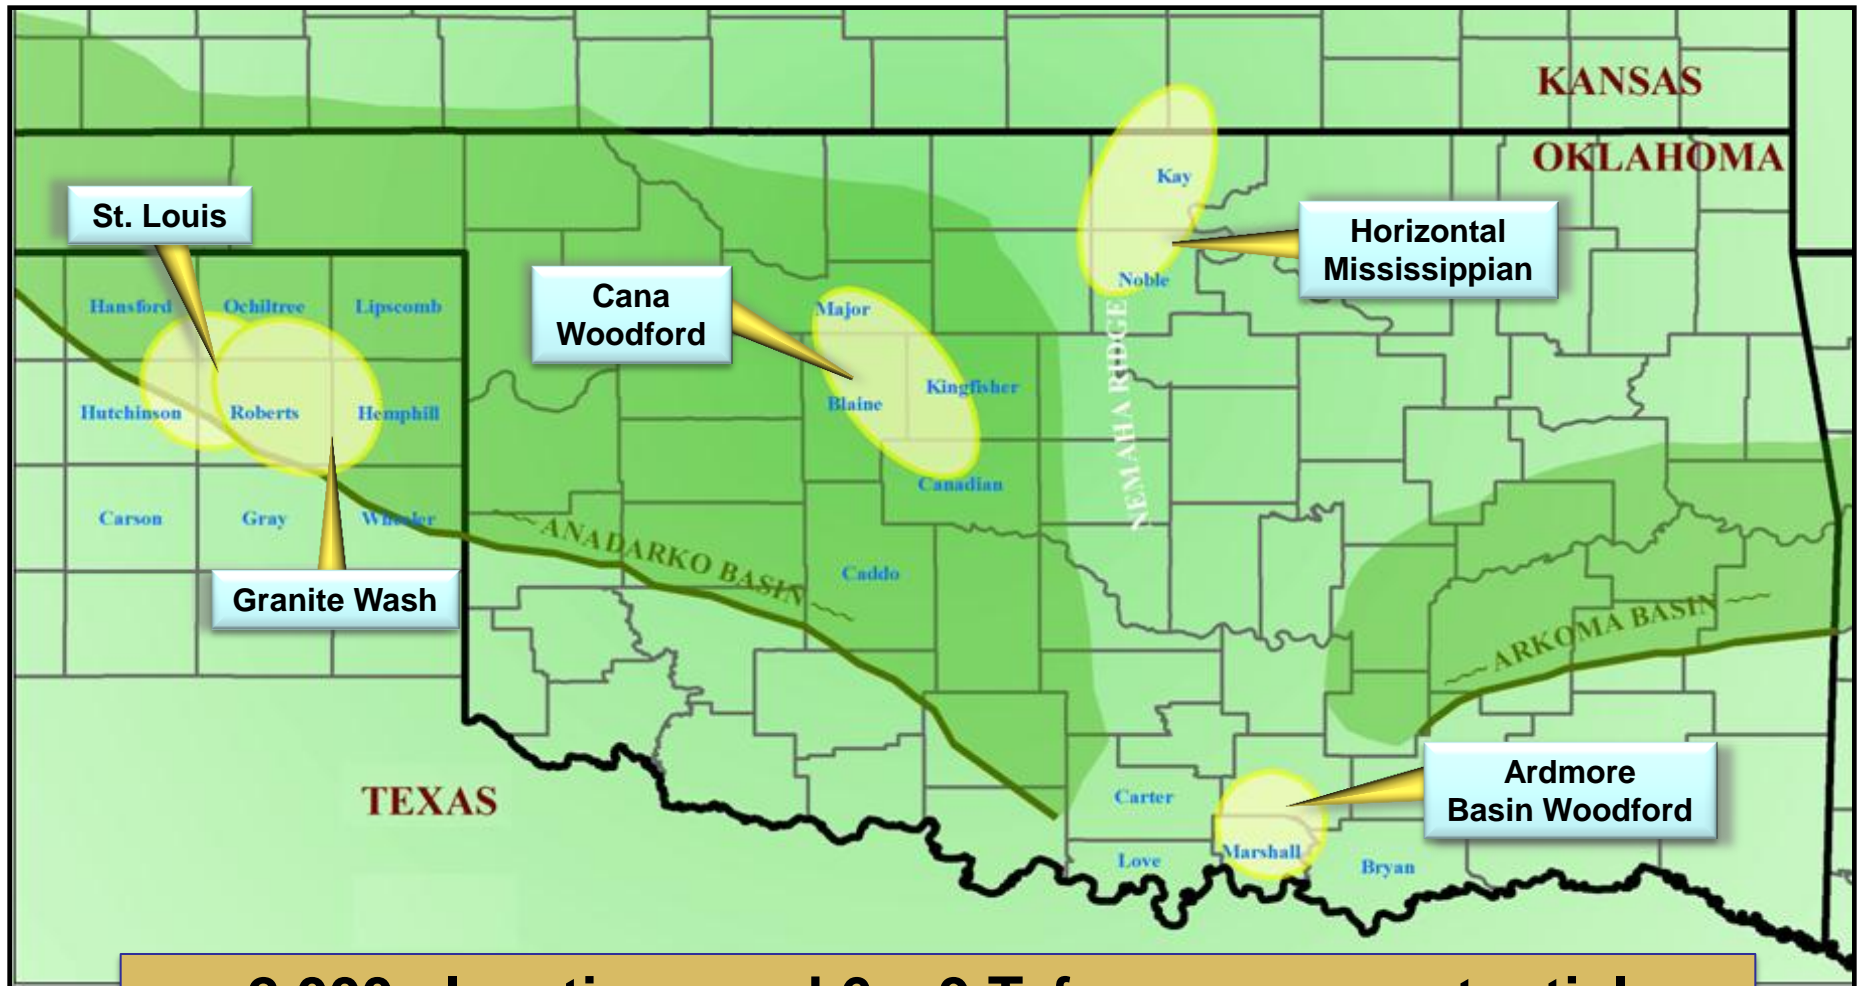 KANSAS
OKLAHOMA
Kay
St. Louis
Horizontal
Mississippian
Noble
Cana
Woodford
Hansford
Ochiltree
Lipscomb
Major
NEMAHA RIDGE
Kingfisher
Blaine
Hutchinson
Roberts
Hemphill
Canadian
Carson
Gray
Wheeler
ANADARKO BASIN
Caddo
Granite Wash
ARKOMA BASIN
TEXAS
Ardmore
Basin Woodford
Carter
Love
Marshall
Bryan